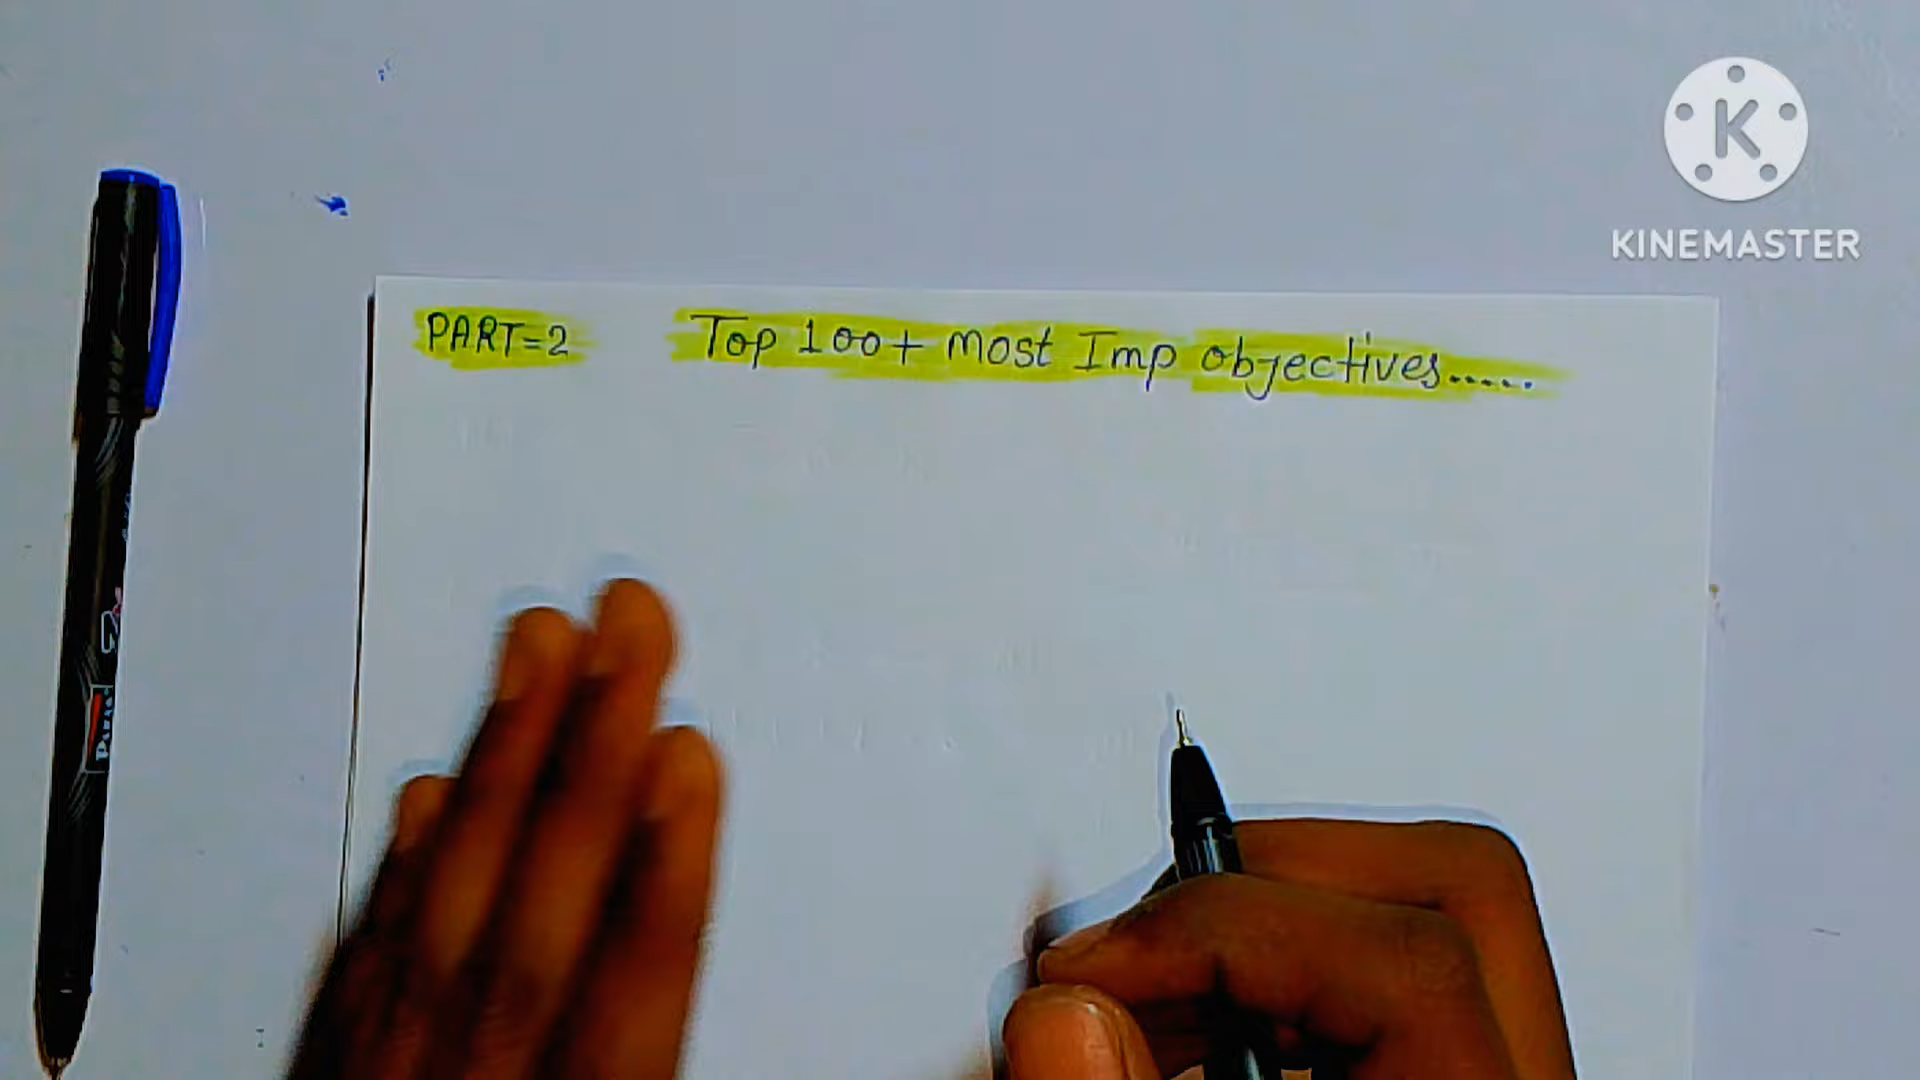 K
KINEMASTER
PART=2 Top 100+ most Imp objectives.....